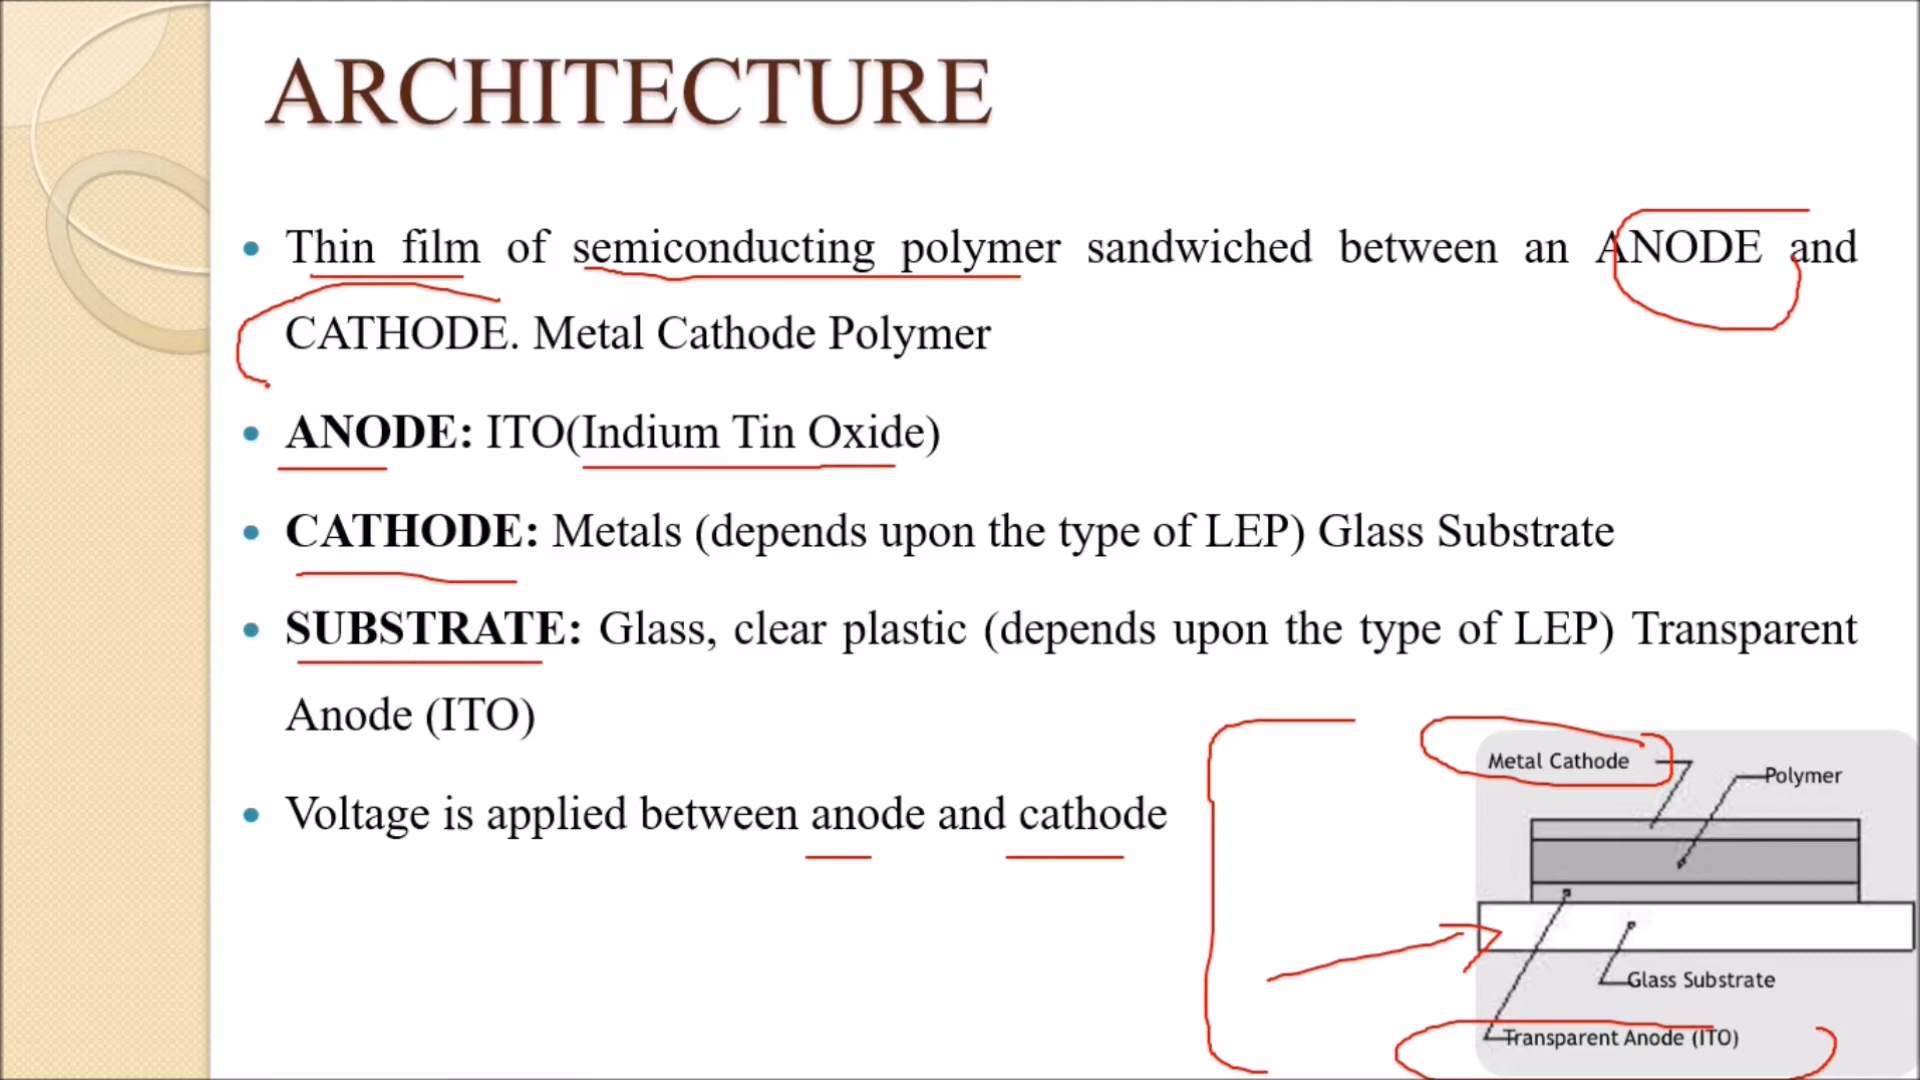 ARCHITECTURE
Thin film of semiconducting polymer sandwiched between an ANODE and
CATHODE. Metal Cathode Polymer
ANODE: ITO(Indium Tin Oxide)
CATHODE: Metals (depends upon the type of LEP) Glass Substrate
SUBSTRATE: Glass, clear plastic (depends upon the type of LEP) Transparent
Anode (ITO)
Voltage is applied between anode and cathode
Metal Cathode
Polymer
Glass Substrate
Transparent Anode (ITO)